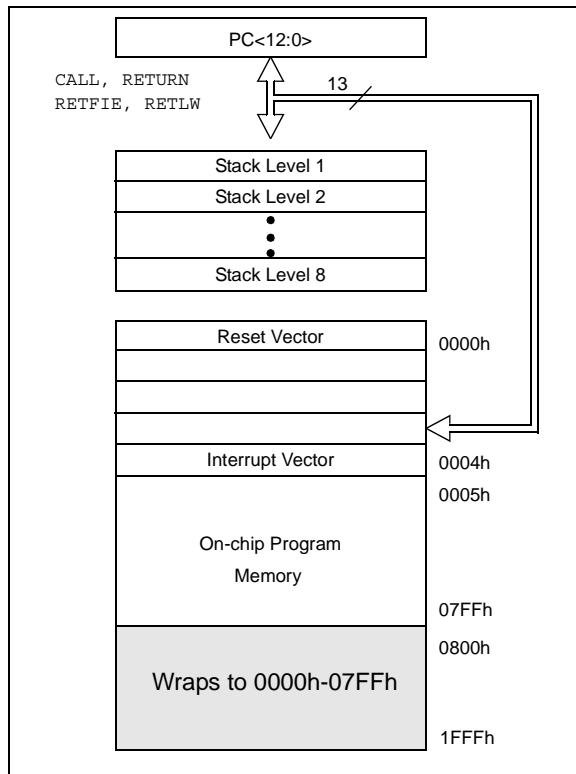 PC<12:0>
CALL, RETURN
RETFIE, RETLW
13
Stack Level 1
Stack Level 2
Stack Level 8
Reset Vector
0000h
Interrupt Vector
0004h
0005h
On-chip Program
Memory
07FFh
0800h
Wraps to 0000h-07FFh
1FFFh